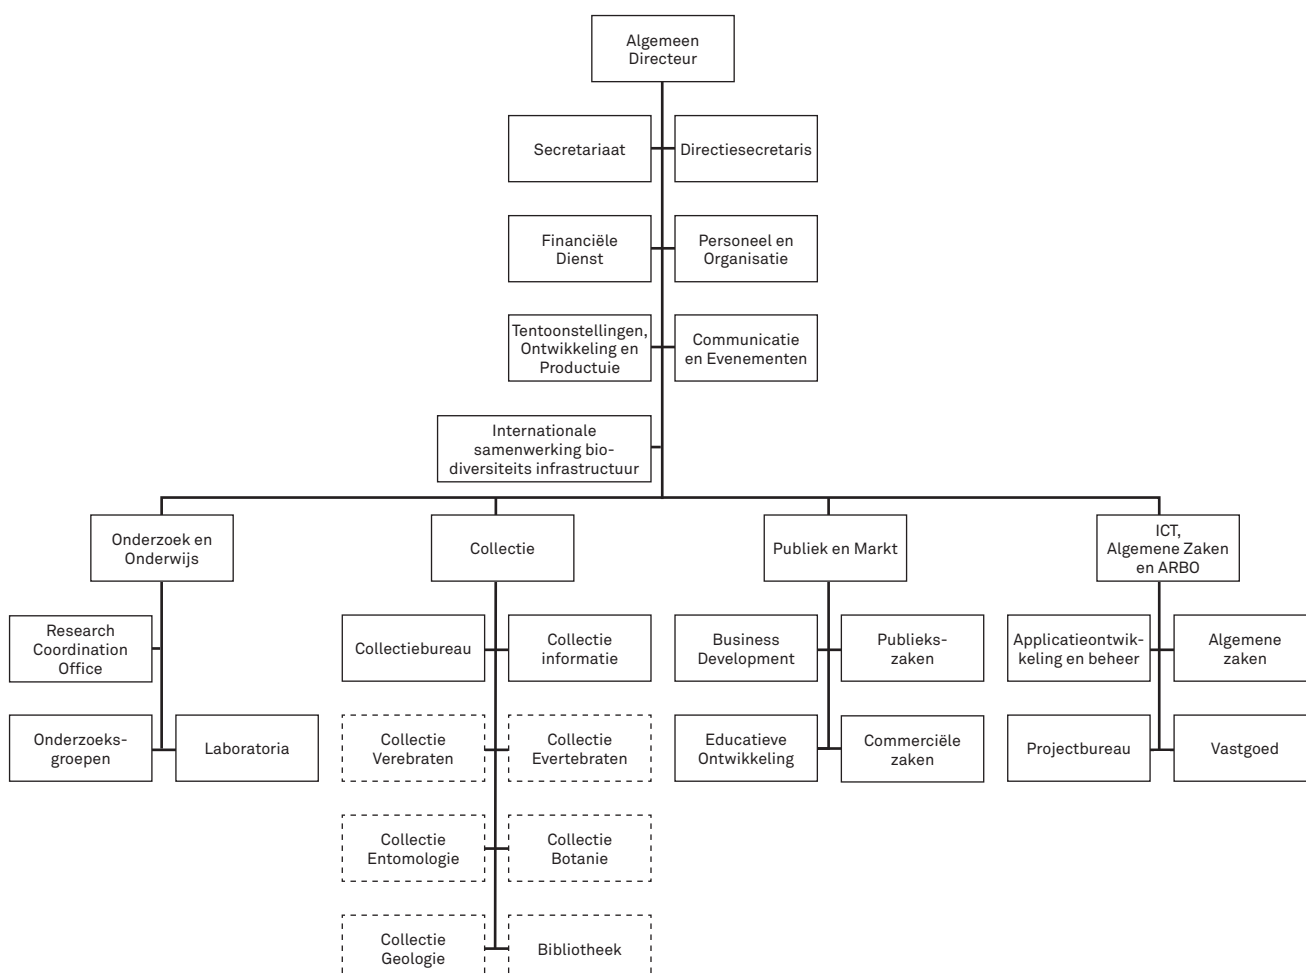 Algemeen
Directeur
Secretariaat
Directiesecretaris
Financiële
Dienst
Personeel en
Organisatie
Tentoonstellingen,
Ontwikkeling en
Productuie
Communicatie
en Evenementen
Internationale
samenwerking bio-
diversiteits infrastructuur
Onderzoek en
Onderwijs
Collectie
Publiek en Markt
ICT,
Algemene Zaken
en ARBO
Research
Coordination
Office
Collectiebureau
Collectie
informatie
Business
Development
Publieks-
zaken
Applicatieontwik-
keling en beheer
Algemene
zaken
Onderzoeks-
groepen
Laboratoria
Collectie
Verebraten
Collectie
Evertebraten
Educatieve
Ontwikkeling
Commerciële
zaken
Projectbureau
Vastgoed
Collectie
Entomologie
Collectie
Botanie
Collectie
Geologie
Bibliotheek